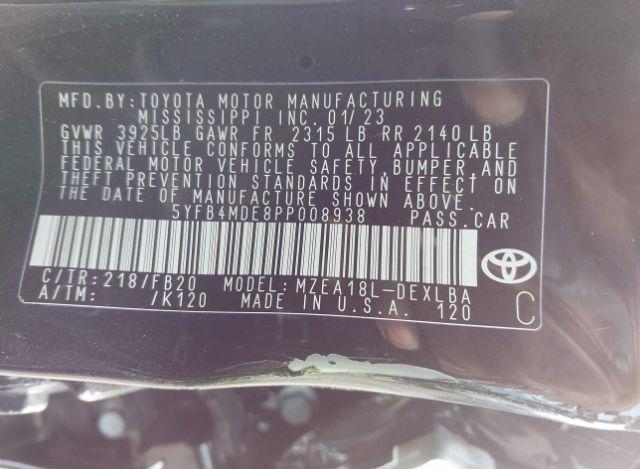 MFD.BY:TOYOTA MOTOR MANUFACTURING
MISSISSIPPI INC. 01/23
GVWR 3925LB GAWR FR 2315 LB RR 2140 LB
THIS VEHICLE CONFORMS TO ALL APPLICABLE
FEDERAL MOTOR VEHICLE SAFETY, BUMPER, AND
THEFT PREVENTION STANDARDS IN EFFECT ON
THE DATE OF MANUFACTURE SHOWN ABOVE.
5YFB4MDE8PP008938 PASS.CAR
C/TR:218/FB20 MODEL:MZEA18L-DEXLBA
A/TM: /K120 MADE IN U.S.A. 120 C